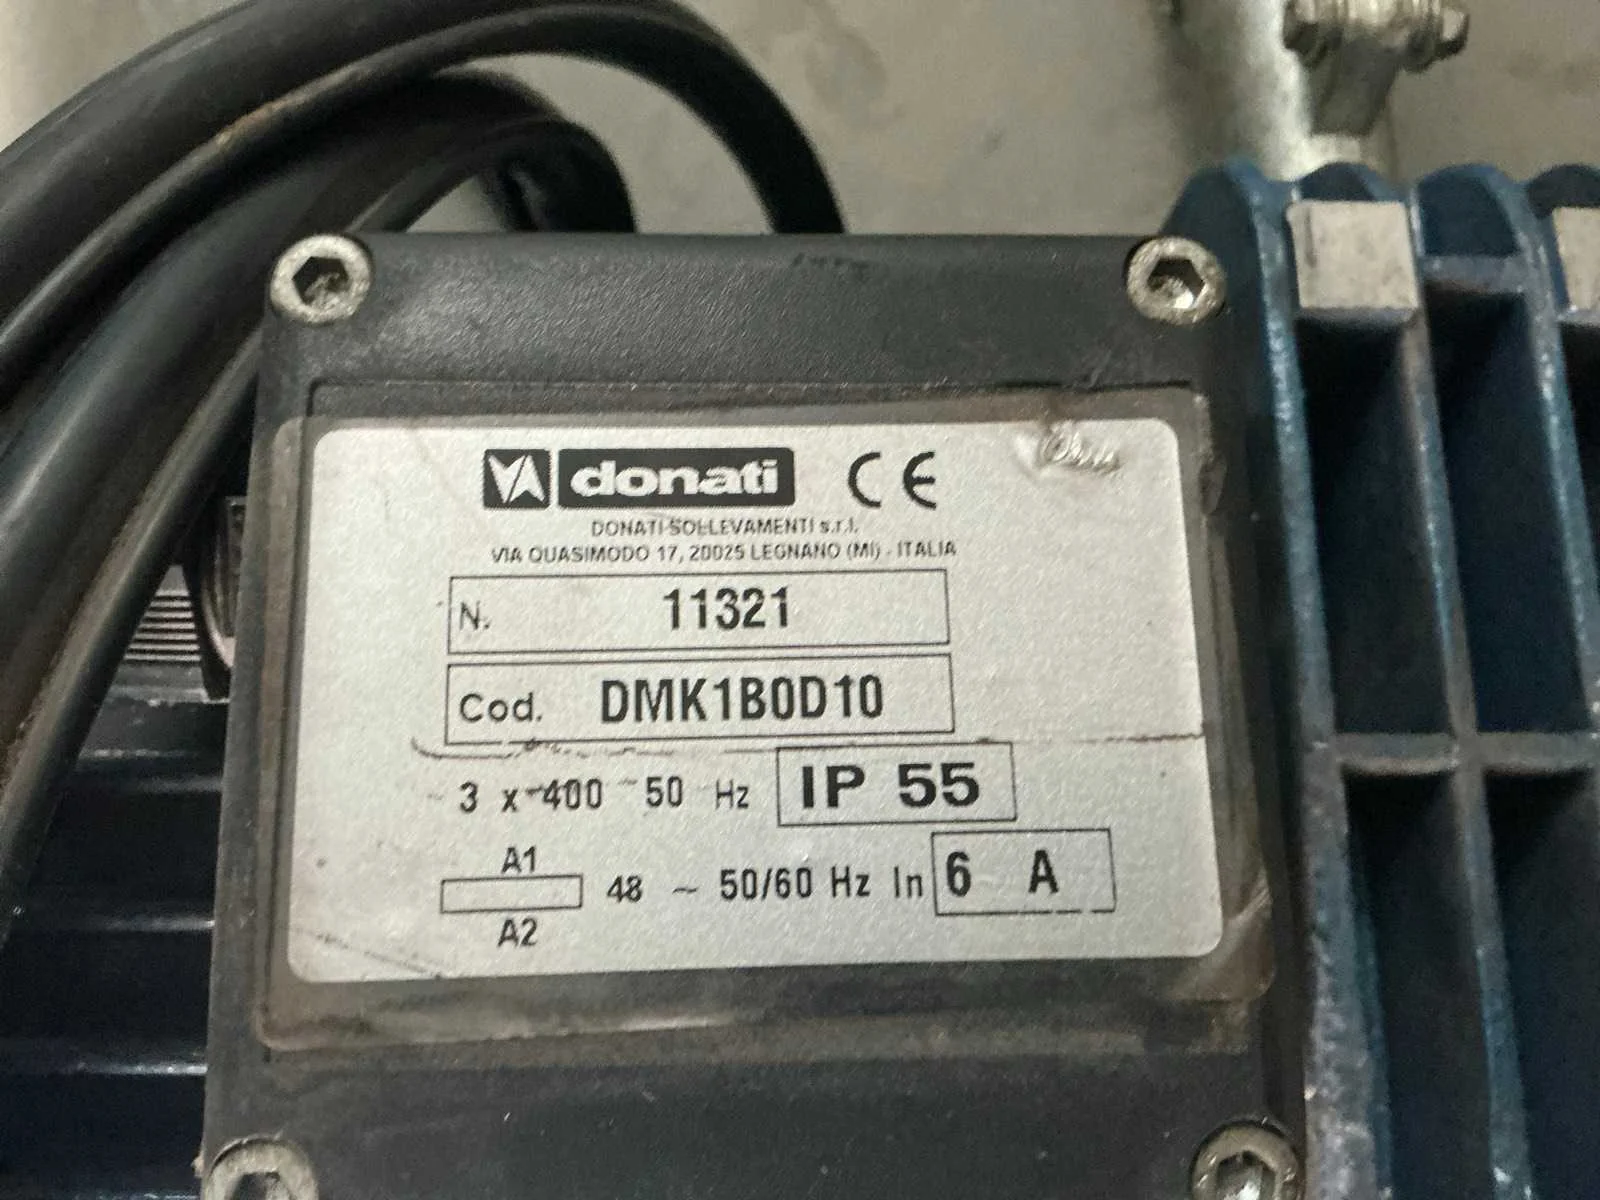 VA donati CE
DONATI SOLLEVAMENTI s.r.l.
VIA QUASIMODO 17, 20025 LEGNANO (MI) - ITALIA
N. 11321
Cod. DMK1B0D10
3 x 400 ~ 50 Hz IP 55
A1
48 ~ 50/60 Hz In 6 A
A2